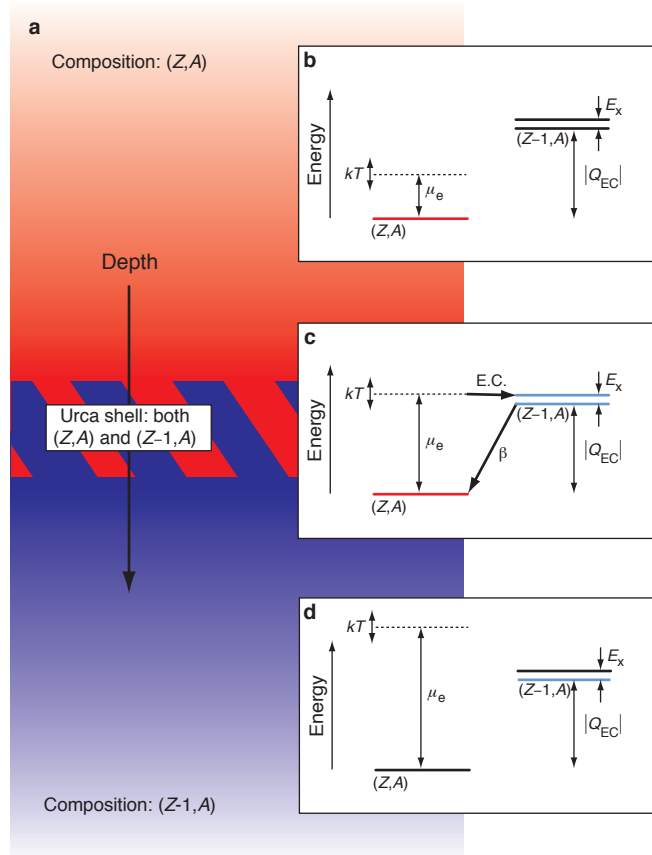 a
Composition: (Z,A)
Depth
Urca shell: both
(Z,A) and (Z−1,A)
Composition: (Z-1,A)
b
Energy
kT
μe
(Z,A)
Ex
(Z−1,A)
|QEC|
c
Energy
kT
μe
(Z,A)
E.C.
β
Ex
(Z−1,A)
|QEC|
d
Energy
kT
μe
(Z,A)
Ex
(Z−1,A)
|QEC|